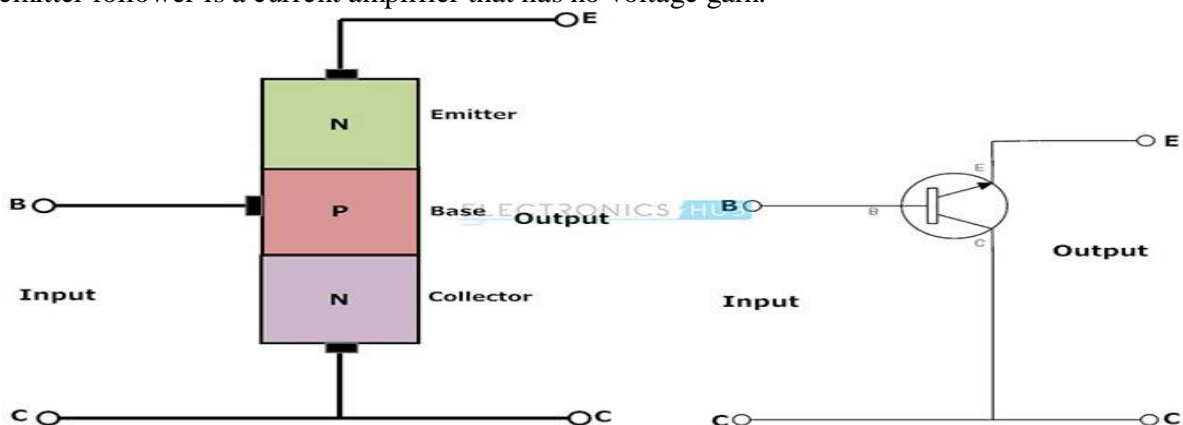 emitter follower is a current amplifier that has no voltage gain.
E
N
Emitter
E
E
B
P
Base
ELECTRONICS HUB
Output
B
B
C
Output
Input
N
Collector
Input
C
C
C
C